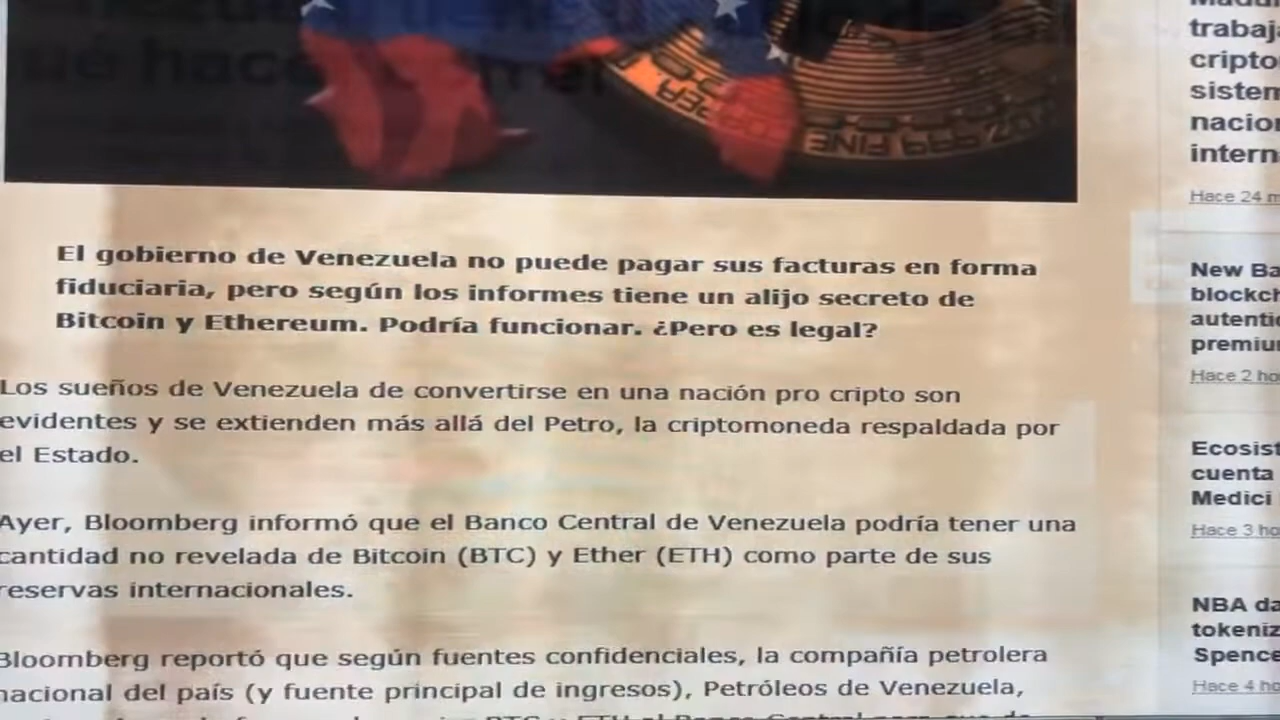 El gobierno de Venezuela no puede pagar sus facturas en forma
fiduciaria, pero según los informes tiene un alijo secreto de
Bitcoin y Ethereum. Podría funcionar. ¿Pero es legal?
Los sueños de Venezuela de convertirse en una nación pro cripto son
evidentes y se extienden más allá del Petro, la criptomoneda respaldada por
el Estado.
Ayer, Bloomberg informó que el Banco Central de Venezuela podría tener una
cantidad no revelada de Bitcoin (BTC) y Ether (ETH) como parte de sus
reservas internacionales.
Bloomberg reportó que según fuentes confidenciales, la compañía petrolera
nacional del país (y fuente principal de ingresos), Petróleos de Venezuela,
trabaj
cripto
sistem
nacion
intern
Hace 24 m
New Ba
blockch
autentic
premiu
Hace 2 ho
Ecosist
cuenta
Medici
Hace 3 ho
NBA da
tokeniz
Spence
Hace 4 ho